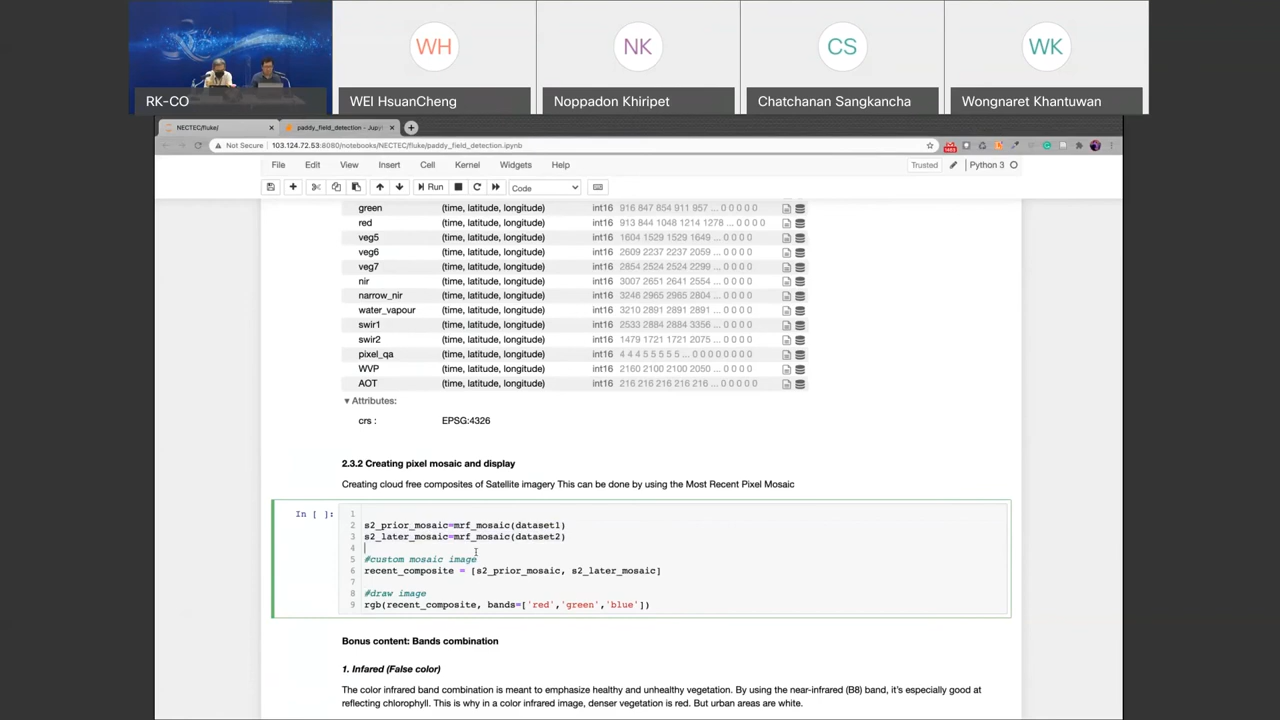 WH
NK
CS
WK
RK-CO
WEI HsuanCheng
Noppadon Khiripet
Chatchanan Sangkancha
Wongnaret Khantuwan
NECTEC/fluke/
paddy_field_detection - Jupy
Not Secure
103.124.72.53:8080/notebooks/NECTEC/fluke/paddy_field_detection.ipynb
File Edit View Insert Cell Kernel Widgets Help
Trusted
Python 3
Run
Code
green (time, latitude, longitude) int16 916 847 854 911 957 ... 0 0 0 0 0
red (time, latitude, longitude) int16 913 844 1048 1214 1278 ... 0 0 0 0
veg5 (time, latitude, longitude) int16 1604 1529 1529 1649 ... 0 0 0 0
veg6 (time, latitude, longitude) int16 2609 2237 2237 2059 ... 0 0 0 0
veg7 (time, latitude, longitude) int16 2854 2524 2524 2299 ... 0 0 0 0
nir (time, latitude, longitude) int16 3007 2651 2641 2554 ... 0 0 0 0
narrow_nir (time, latitude, longitude) int16 3246 2965 2965 2804 ... 0 0 0 0
water_vapour (time, latitude, longitude) int16 3210 2891 2891 2891 ... 0 0 0 0
swir1 (time, latitude, longitude) int16 2533 2884 2884 3356 ... 0 0 0 0
swir2 (time, latitude, longitude) int16 1479 1721 1721 2075 ... 0 0 0 0
pixel_qa (time, latitude, longitude) int16 4 4 4 5 5 5 5 5 ... 0 0 0 0 0 0 0 0
WVP (time, latitude, longitude) int16 2160 2100 2100 2050 ... 0 0 0 0
AOT (time, latitude, longitude) int16 216 216 216 216 216 ... 0 0 0 0
▼ Attributes:
crs : EPSG:4326
2.3.2 Creating pixel mosaic and display
Creating cloud free composites of Satellite imagery This can be done by using the Most Recent Pixel Mosaic
In [ ]:
1
2 s2_prior_mosaic=mrf_mosaic(dataset1)
3 s2_later_mosaic=mrf_mosaic(dataset2)
4
5 #custom mosaic image
6 recent_composite = [s2_prior_mosaic, s2_later_mosaic]
7
8 #draw image
9 rgb(recent_composite, bands=['red','green','blue'])
Bonus content: Bands combination
1. Infared (False color)
The color infrared band combination is meant to emphasize healthy and unhealthy vegetation. By using the near-infrared (B8) band, it's especially good at
reflecting chlorophyll. This is why in a color infrared image, denser vegetation is red. But urban areas are white.